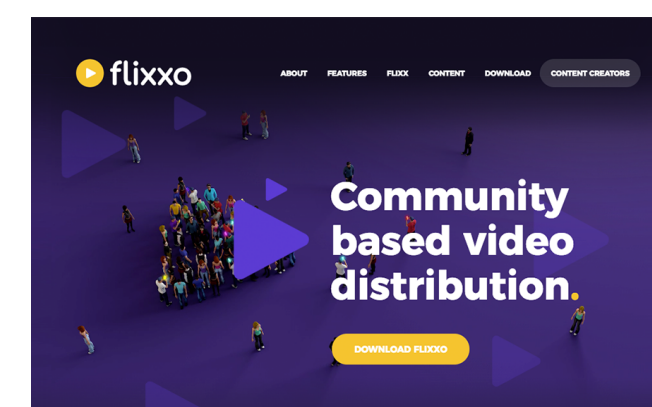 flixxo
ABOUT FEATURES FLIXX CONTENT DOWNLOAD CONTENT CREATORS
Community
based video
distribution.
DOWNLOAD FLIXXO